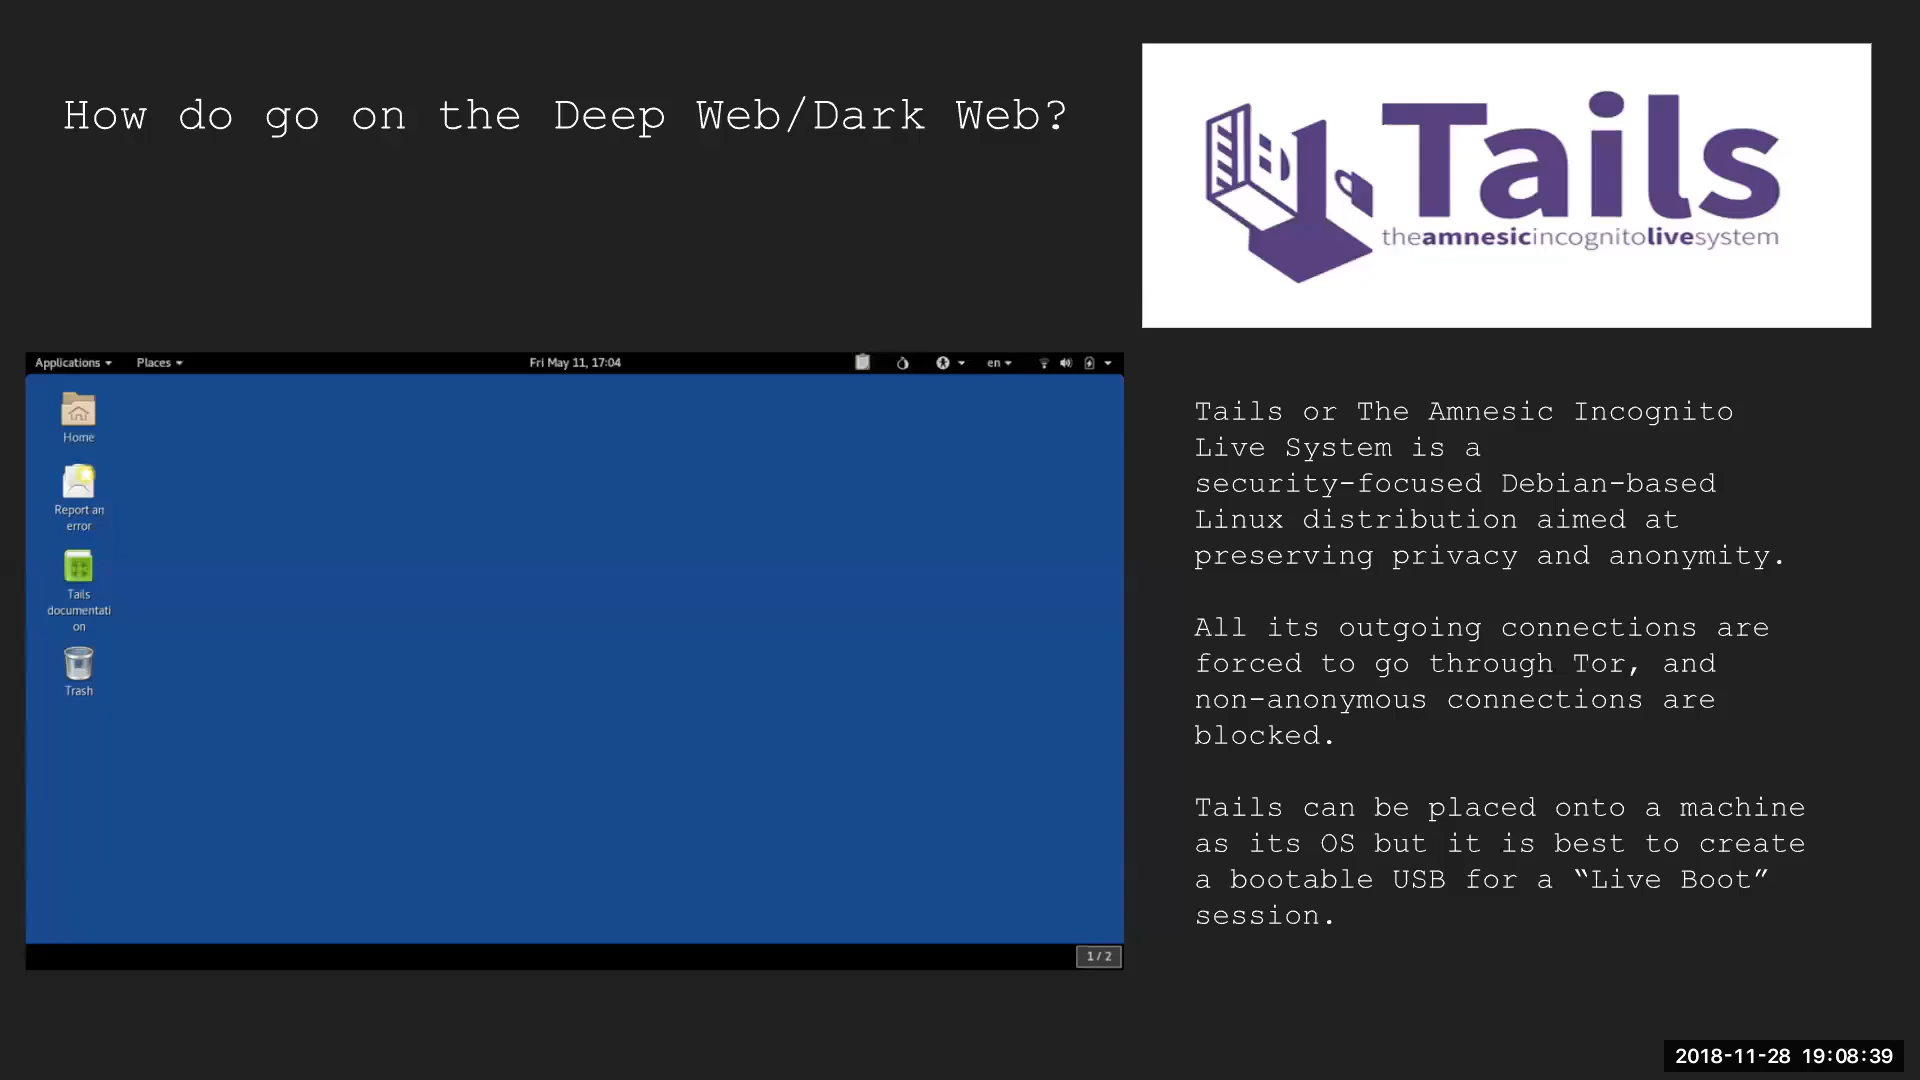 How do go on the Deep Web/Dark Web?
Tails
theamnesicincognitolivesystem
Applications Places Fri May 11, 17:04 en
Home
Report an
error
Tails
documentati
on
Trash
1 / 2
Tails or The Amnesic Incognito
Live System is a
security-focused Debian-based
Linux distribution aimed at
preserving privacy and anonymity.
All its outgoing connections are
forced to go through Tor, and
non-anonymous connections are
blocked.
Tails can be placed onto a machine
as its OS but it is best to create
a bootable USB for a “Live Boot”
session.
2018-11-28 19:08:39